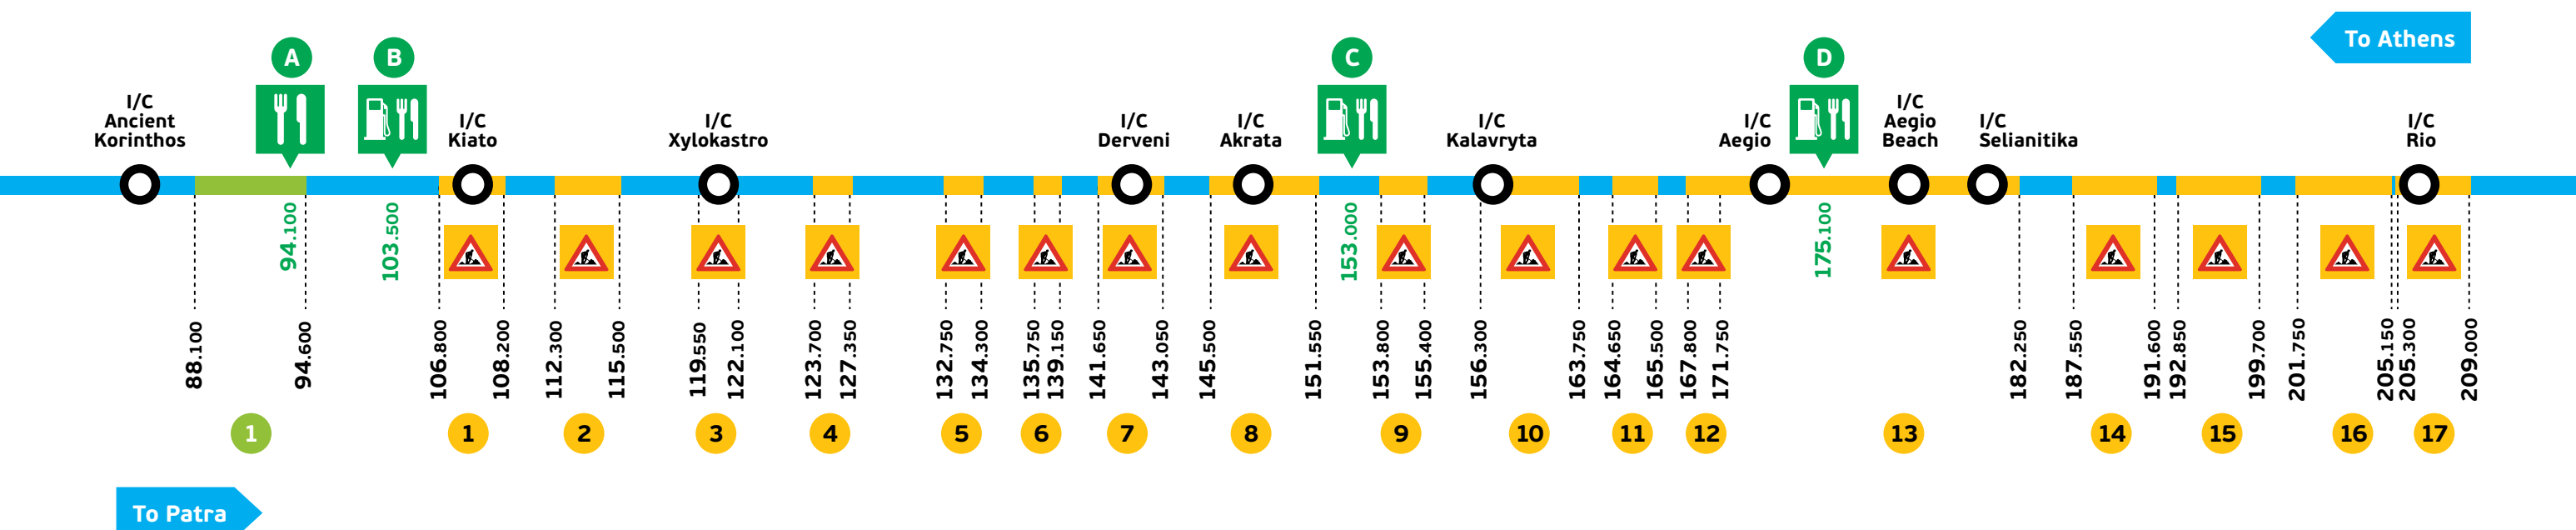 To Athens
A
B
C
D
I/C
Ancient
Korinthos
I/C
Kiato
I/C
Xylokastro
I/C
Derveni
I/C
Akrata
I/C
Kalavryta
I/C
Aegio
I/C
Aegio
Beach
I/C
Selianitika
I/C
Rio
94.100
103.500
153.000
175.100
88.100
94.600
106.800
108.200
112.300
115.500
119.550
122.100
123.700
127.350
132.750
134.300
135.750
139.150
141.650
143.050
145.500
151.550
153.800
155.400
156.300
163.750
164.650
165.500
167.800
171.750
182.250
187.550
191.600
192.850
199.700
201.750
205.150
205.300
209.000
1
1
2
3
4
5
6
7
8
9
10
11
12
13
14
15
16
17
To Patra